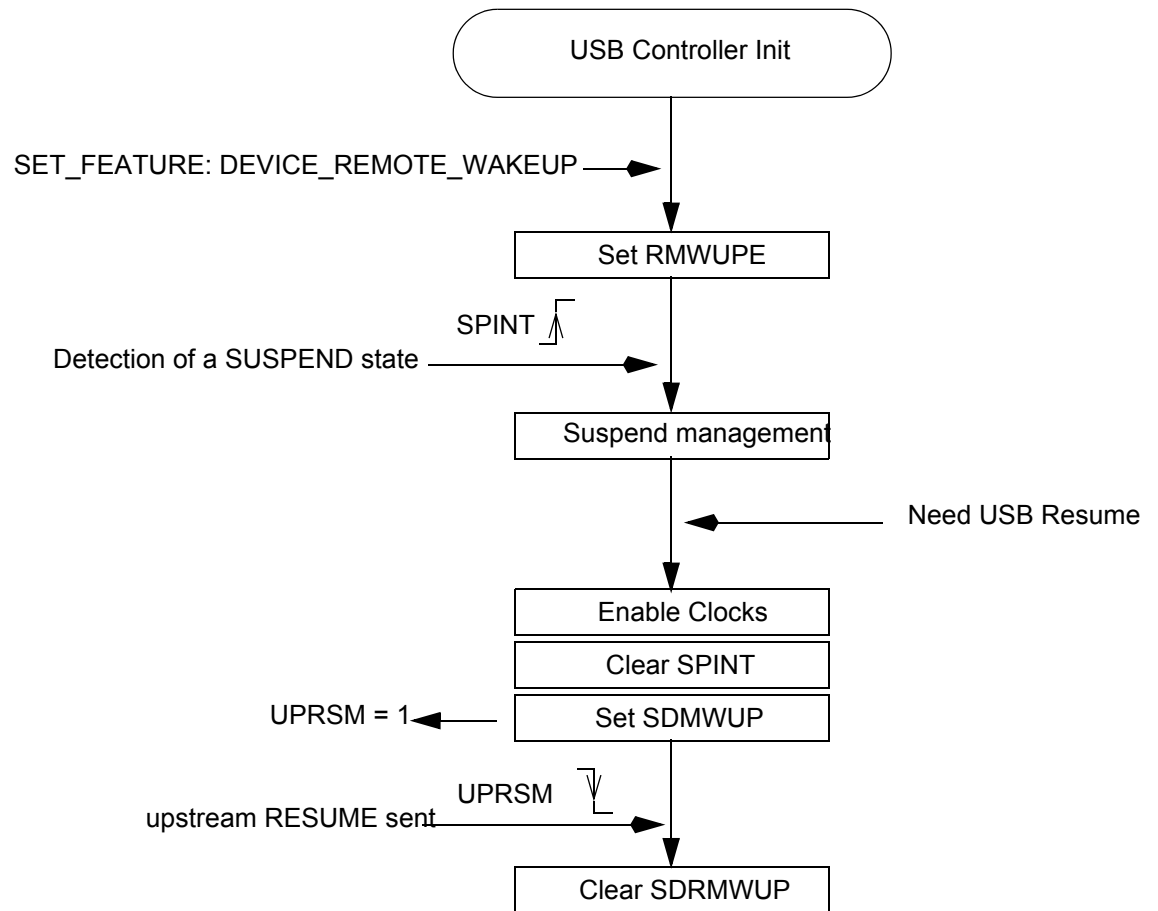 USB Controller Init
SET_FEATURE: DEVICE_REMOTE_WAKEUP
Set RMWUPE
SPINT
Detection of a SUSPEND state
Suspend management
Need USB Resume
Enable Clocks
Clear SPINT
UPRSM = 1
Set SDMWUP
UPRSM
upstream RESUME sent
Clear SDRMWUP